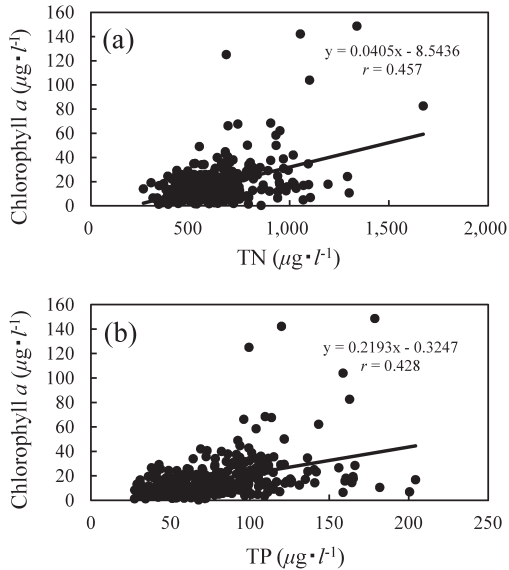 160
(a)
140
y = 0.0405x - 8.5436
120
r = 0.457
100
80
60
40
20
0
Chlorophyll a (µg・l-1)
0 500 1,000 1,500 2,000
TN (µg・l-1)
160
(b)
140
y = 0.2193x - 0.3247
120
r = 0.428
100
80
60
40
20
0
Chlorophyll a (µg・l-1)
0 50 100 150 200 250
TP (µg・l-1)